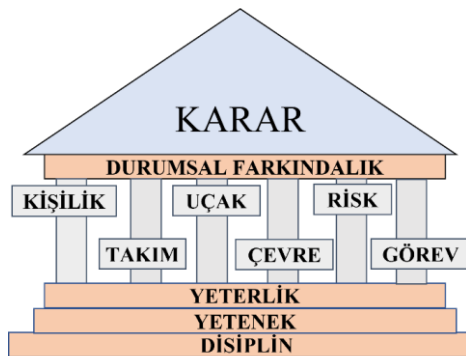 KARAR
DURUMSAL FARKINDALIK
KİŞİLİK
UÇAK
RİSK
TAKIM
ÇEVRE
GÖREV
YETERLİK
YETENEK
DİSİPLİN